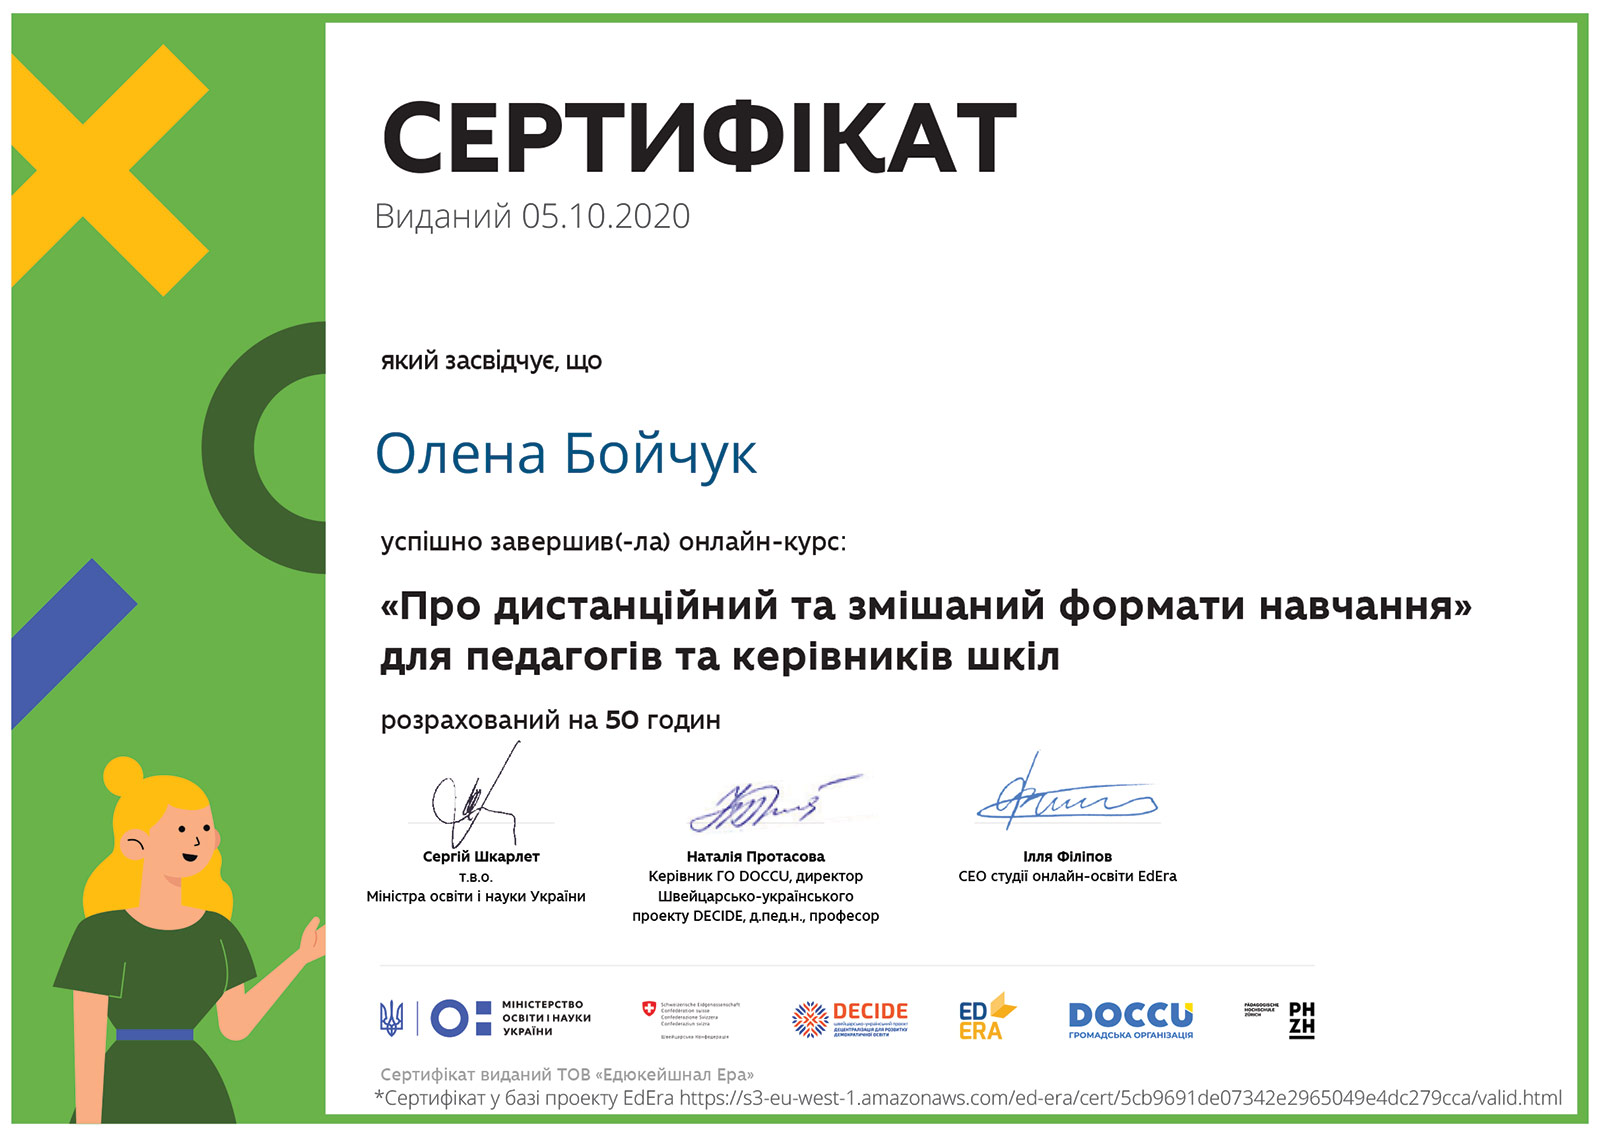 СЕРТИФІКАТ
Виданий 05.10.2020
який засвідчує, що
Олена Бойчук
успішно завершив(-ла) онлайн-курс:
«Про дистанційний та змішаний формати навчання»
для педагогів та керівників шкіл
розрахований на 50 годин
Сергій Шкарлет
т.в.о.
Міністра освіти і науки України
Наталія Протасова
Керівник ГО DOCCU, директор
Швейцарсько-українського
проекту DECIDE, д.пед.н., професор
Ілля Філіпов
CEO студії онлайн-освіти EdEra
МІНІСТЕРСТВО
ОСВІТИ І НАУКИ
УКРАЇНИ
Schweizerische Eidgenossenschaft
Confédération suisse
Confederazione Svizzera
Confederaziun svizra
Швейцарська Конфедерація
DECIDE
ШВЕЙЦАРСЬКО-УКРАЇНСЬКИЙ ПРОЕКТ
ДЕЦЕНТРАЛІЗАЦІЯ ДЛЯ РОЗВИТКУ
ДЕМОКРАТИЧНОЇ ОСВІТИ
ED
ERA
DOCCU
ГРОМАДСЬКА ОРГАНІЗАЦІЯ
PÄDAGOGISCHE
HOCHSCHULE
ZÜRICH
PH
ZH
Сертифікат виданий ТОВ «Едюкейшнал Ера»
*Сертифікат у базі проекту EdEra https://s3-eu-west-1.amazonaws.com/ed-era/cert/5cb9691de07342e2965049e4dc279cca/valid.html